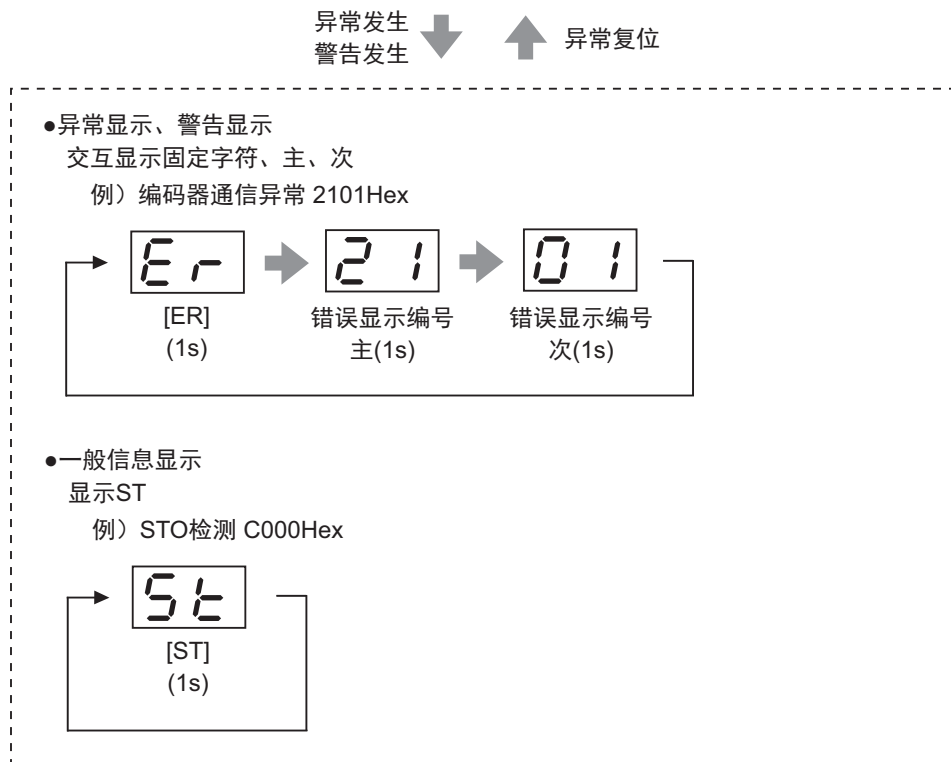 异常发生
警告发生
异常复位
●异常显示、警告显示
交互显示固定字符、主、次
例）编码器通信异常 2101Hex
Er
21
01
[ER]
(1s)
错误显示编号
主(1s)
错误显示编号
次(1s)
●一般信息显示
显示ST
例）STO检测 C000Hex
St
[ST]
(1s)